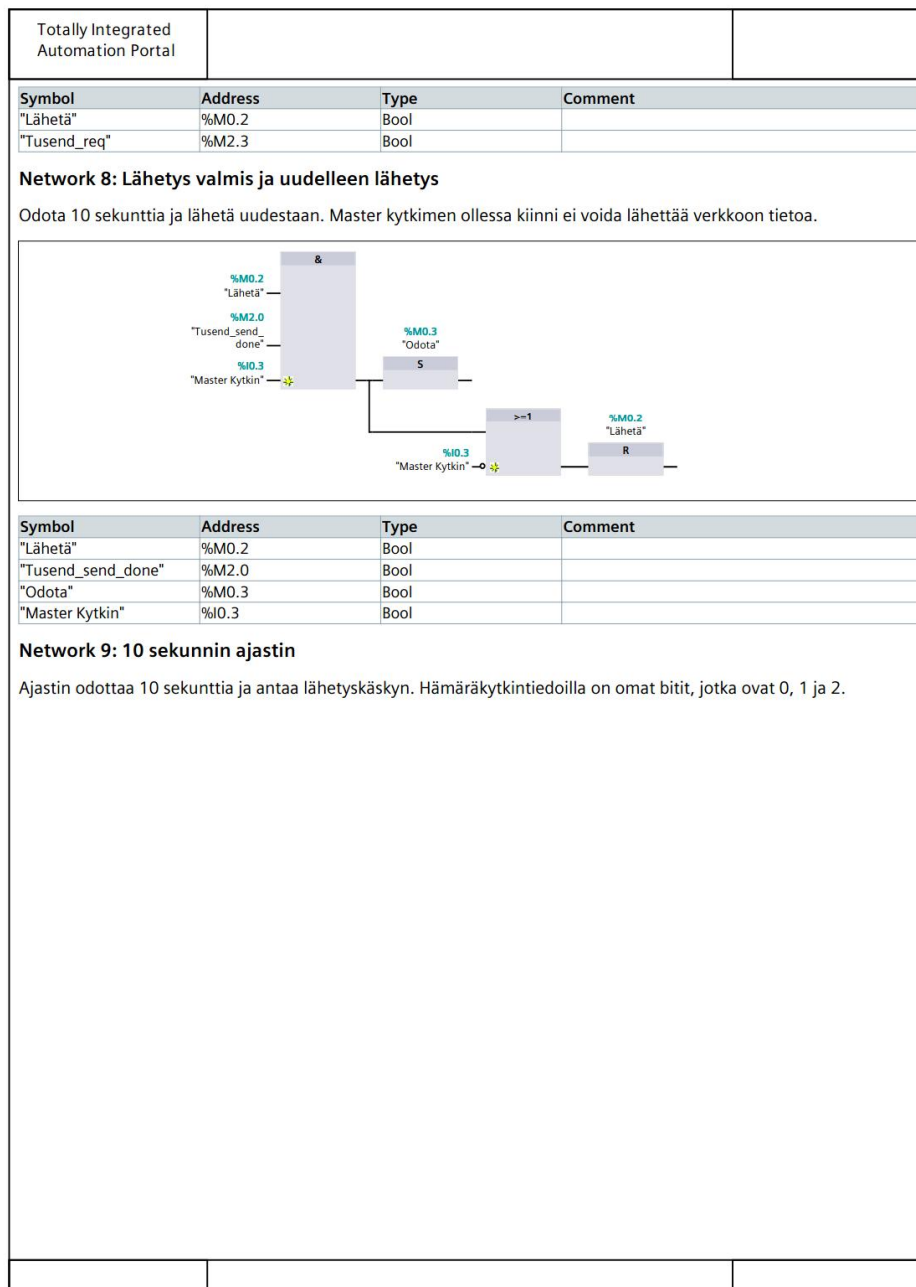 Totally Integrated
Automation Portal
Symbol Address Type Comment
"Lähetä" %M0.2 Bool
"Tusend_req" %M2.3 Bool
Network 8: Lähetys valmis ja uudelleen lähetys
Odota 10 sekunttia ja lähetä uudestaan. Master kytkimen ollessa kiinni ei voida lähettää verkkoon tietoa.
&
%M0.2
"Lähetä"
%M2.0
"Tusend_send_
done"
%I0.3
"Master Kytkin"
%M0.3
"Odota"
S
>=1
%I0.3
"Master Kytkin"
%M0.2
"Lähetä"
R
Symbol Address Type Comment
"Lähetä" %M0.2 Bool
"Tusend_send_done" %M2.0 Bool
"Odota" %M0.3 Bool
"Master Kytkin" %I0.3 Bool
Network 9: 10 sekunnin ajastin
Ajastin odottaa 10 sekunttia ja antaa lähetyskäskyn. Hämäräkytkintiedoilla on omat bitit, jotka ovat 0, 1 ja 2.